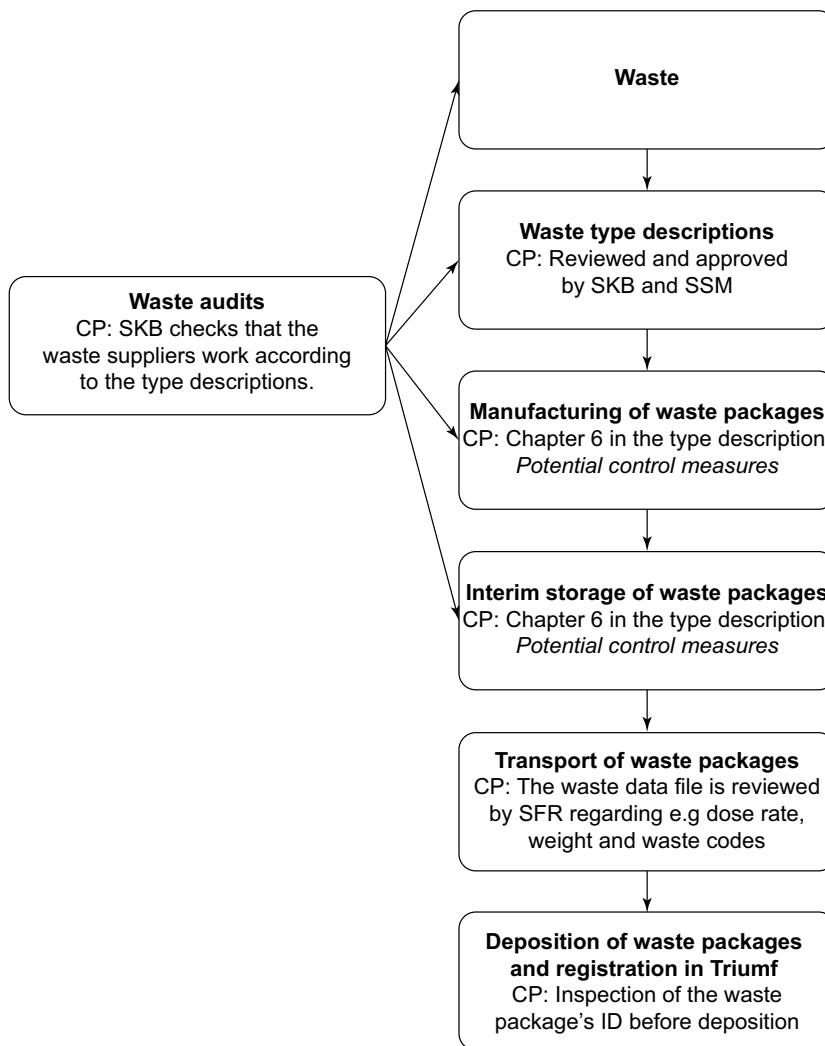 Waste
Waste type descriptions
CP: Reviewed and approved
by SKB and SSM
Waste audits
CP: SKB checks that the
waste suppliers work according
to the type descriptions.
Manufacturing of waste packages
CP: Chapter 6 in the type description
Potential control measures
Interim storage of waste packages
CP: Chapter 6 in the type description
Potential control measures
Transport of waste packages
CP: The waste data file is reviewed
by SFR regarding e.g dose rate,
weight and waste codes
Deposition of waste packages
and registration in Triumf
CP: Inspection of the waste
package’s ID before deposition